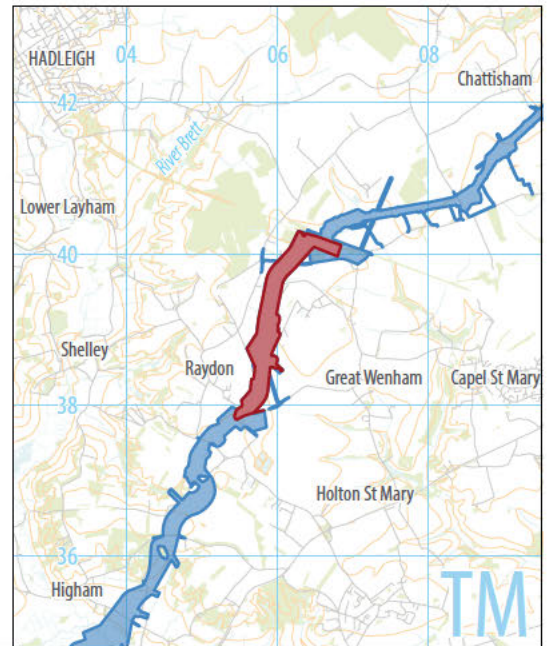 04 06 08
HADLEIGH
Chattisham
42
River Brett
Lower Layham
40
Shelley
Raydon
Great Wenham
Capel St Mary
38
Holton St Mary
36
Higham
TM